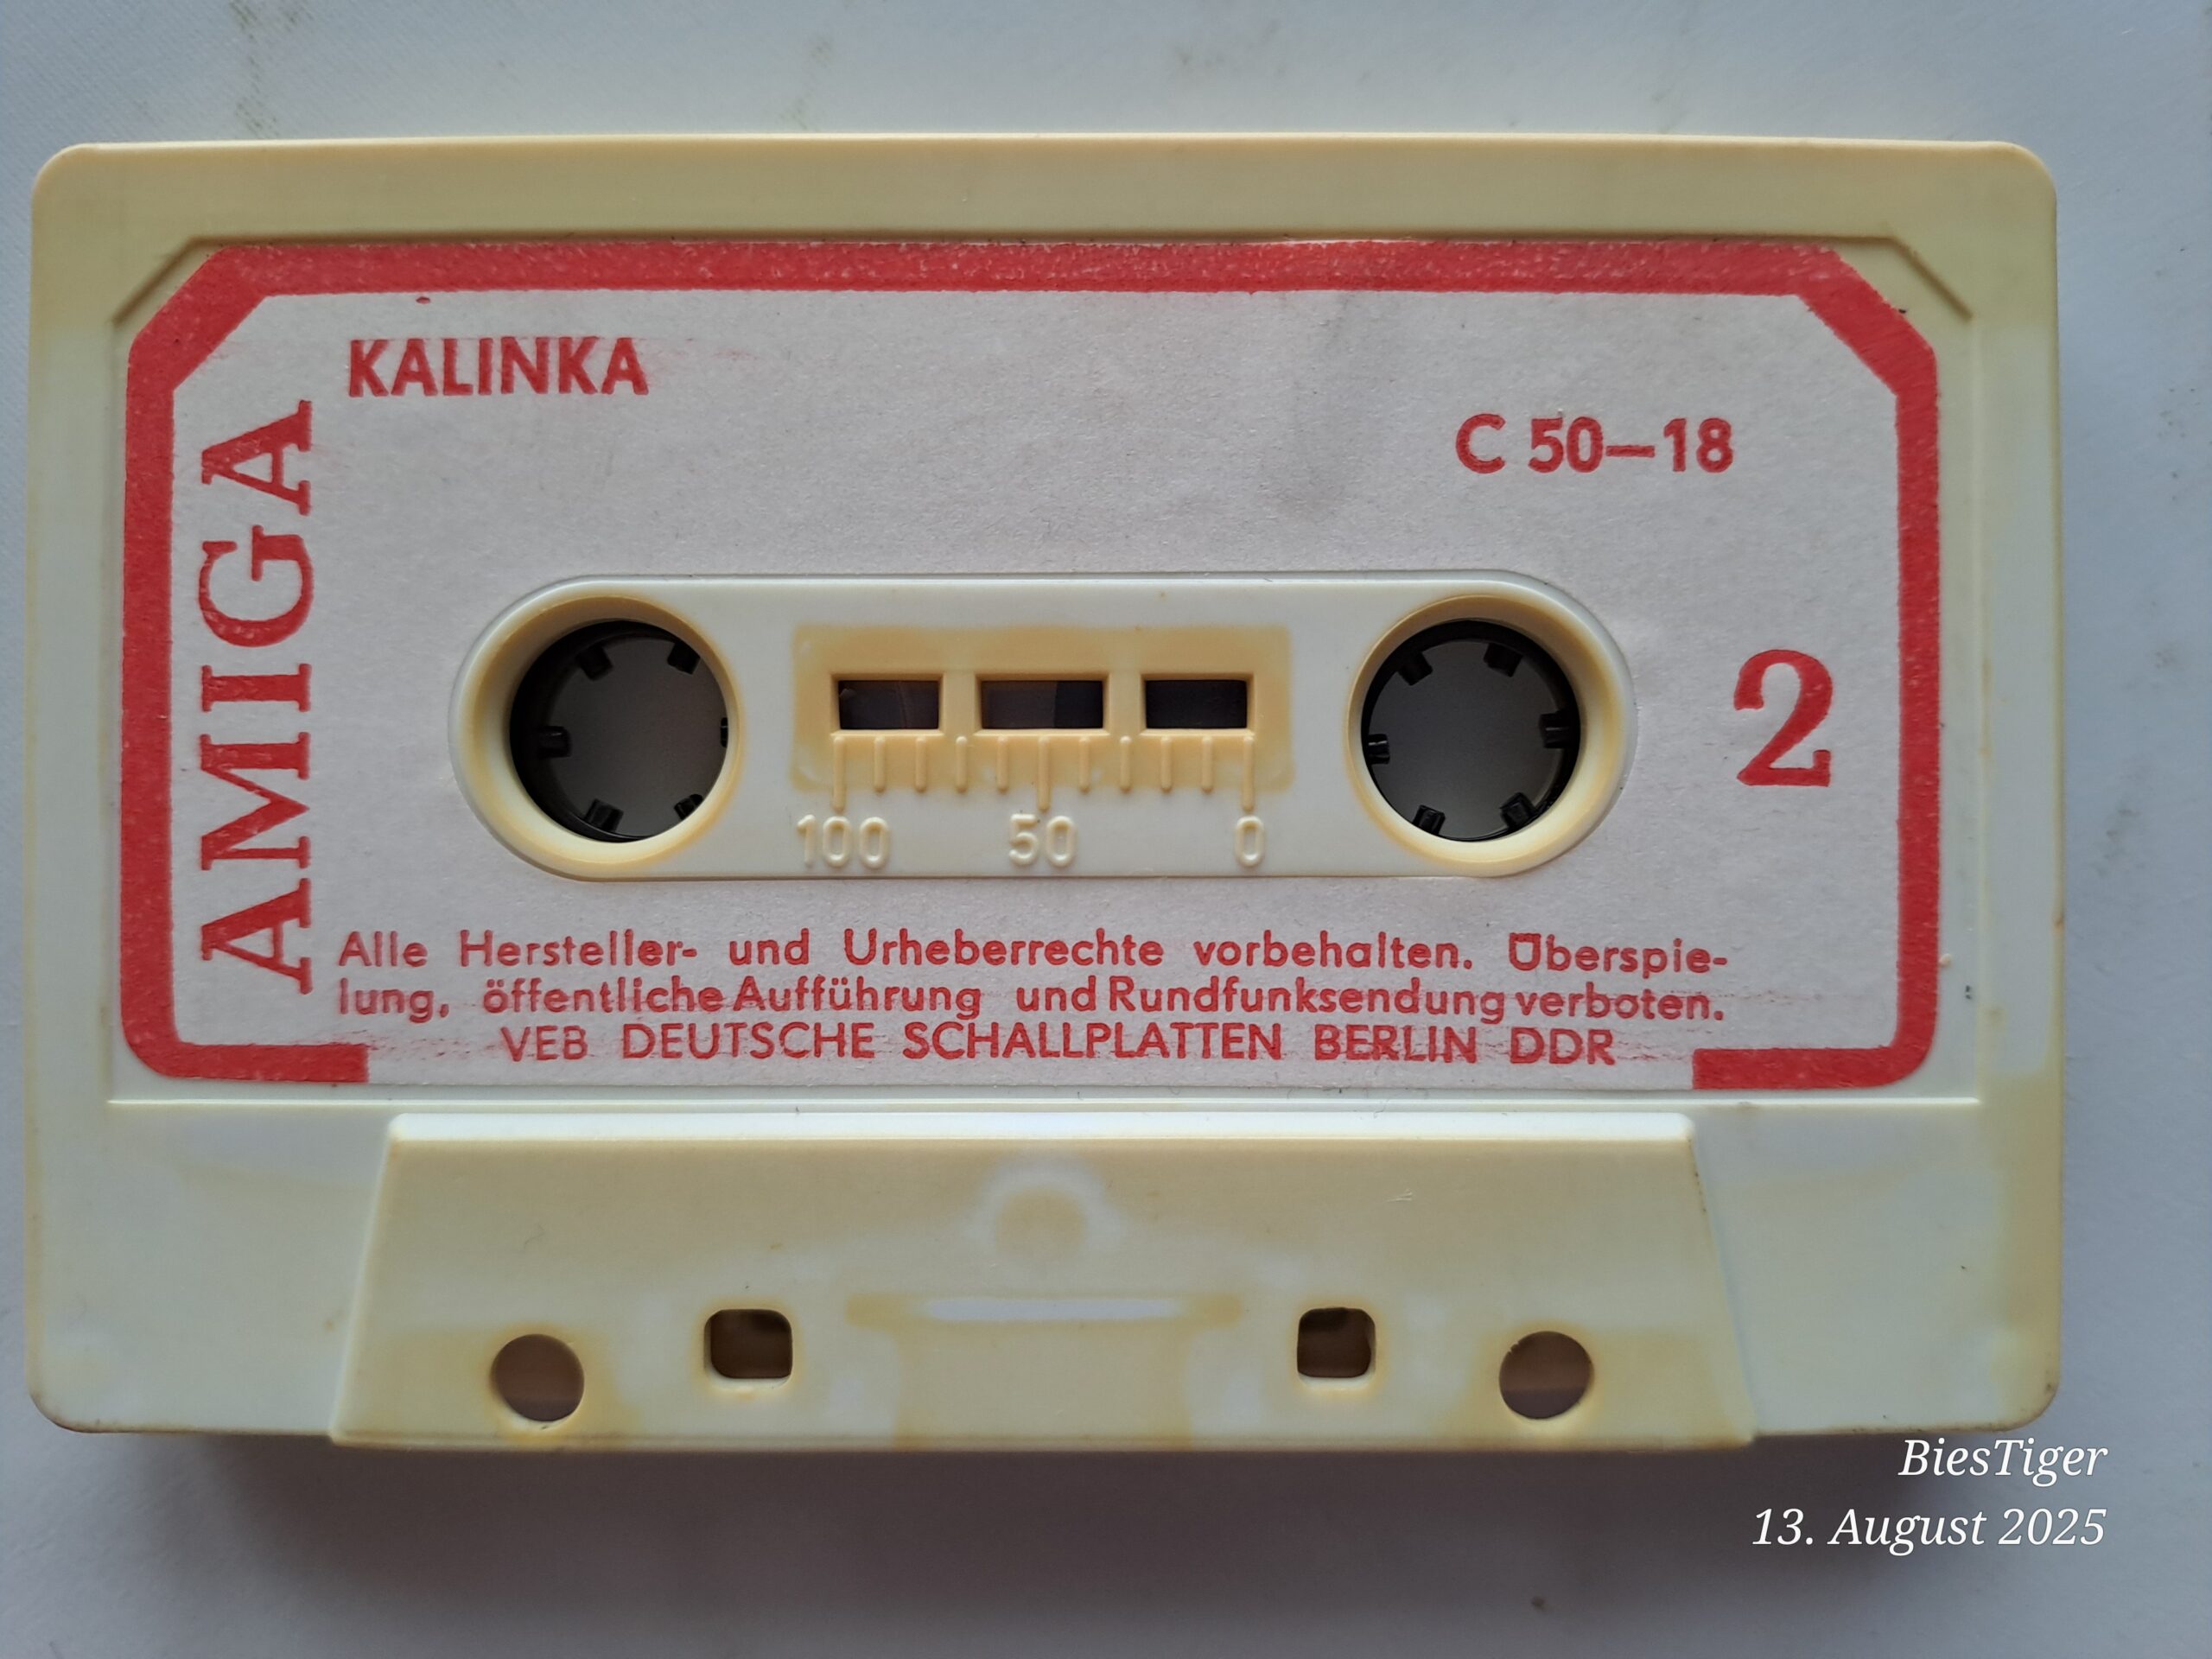 KALINKA
C 50–18
AMIGA
2
100 50 0
Alle Hersteller- und Urheberrechte vorbehalten. Überspie-
lung, öffentliche Aufführung und Rundfunksendung verboten.
VEB DEUTSCHE SCHALLPLATTEN BERLIN DDR
BiesTiger
13. August 2025